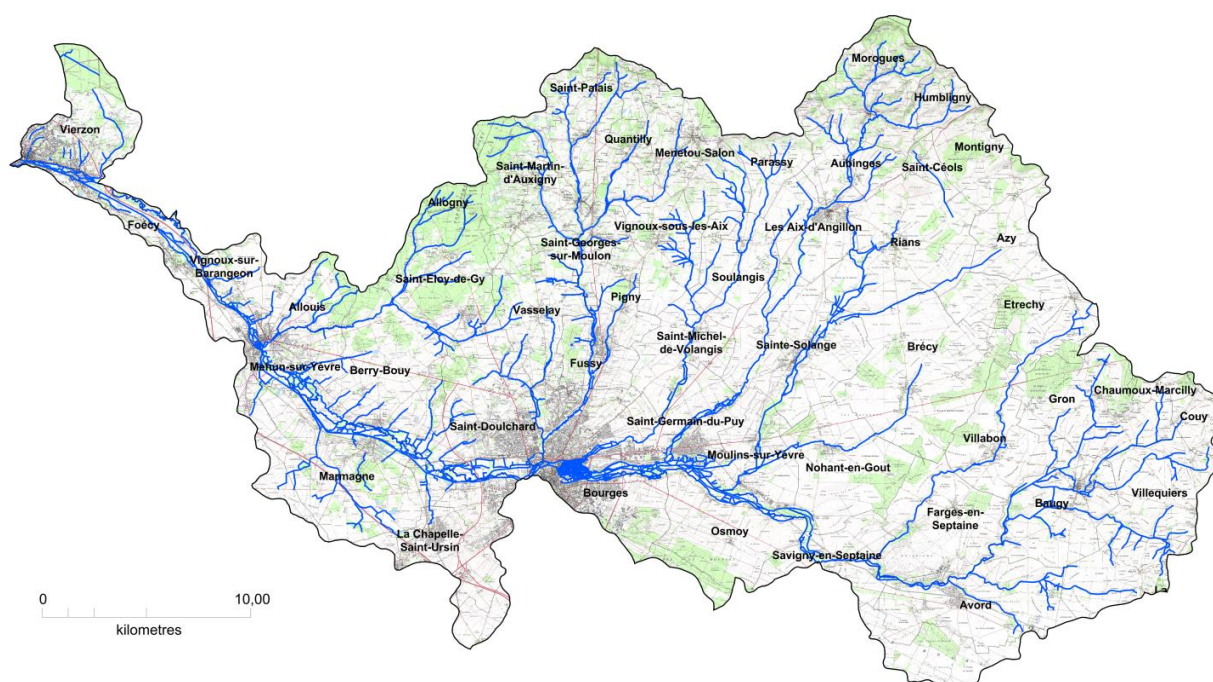 Morogues
Saint-Palais
Humbligny
Vierzon
Quantilly
Menetou-Salon
Parassy
Aubinges
Montigny
Saint-Céols
Saint-Martin-
d'Auxigny
Allogny
Foëcy
Vignoux-sous-les-Aix
Les Aix-d'Angillon
Saint-Georges-
sur-Moulon
Rians
Azy
Vignoux-sur-
Barangeon
Saint-Eloy-de-Gy
Soulangis
Allouis
Vasselay
Pigny
Etrechy
Saint-Michel-
de-Volangis
Sainte-Solange
Brécy
Mehun-sur-Yèvre
Berry-Bouy
Fussy
Chaumoux-Marcilly
Gron
Couy
Saint-Doulchard
Saint-Germain-du-Puy
Villabon
Moulins-sur-Yèvre
Nohant-en-Gout
Marmagne
Bourges
Baugy
Villequiers
Farges-en-
Septaine
La Chapelle-
Saint-Ursin
Osmoy
Savigny-en-Septaine
La
Avord
0 10,00
kilometres